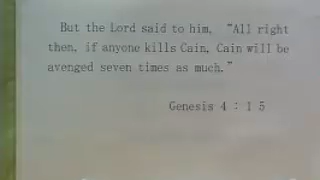 But the Lord said to him, “All right
then, if anyone kills Cain, Cain will be
avenged seven times as much.”
Genesis 4 : 1 5